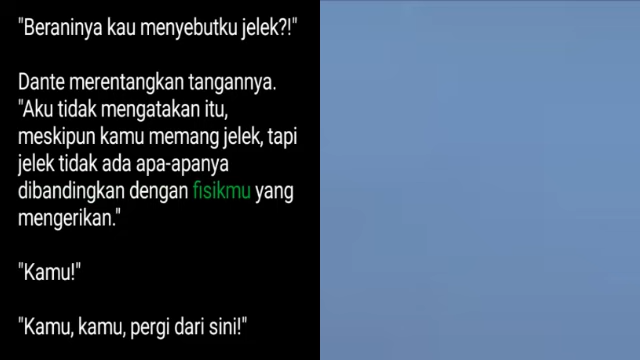 "Beraninya kau menyebutku jelek?!"
Dante merentangkan tangannya.
"Aku tidak mengatakan itu,
meskipun kamu memang jelek, tapi
jelek tidak ada apa-apanya
dibandingkan dengan fisikmu yang
mengerikan."
"Kamu!"
"Kamu, kamu, pergi dari sini!"